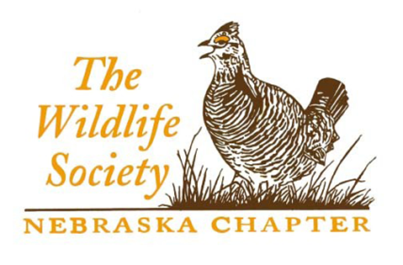 The
Wildlife
Society
NEBRASKA CHAPTER